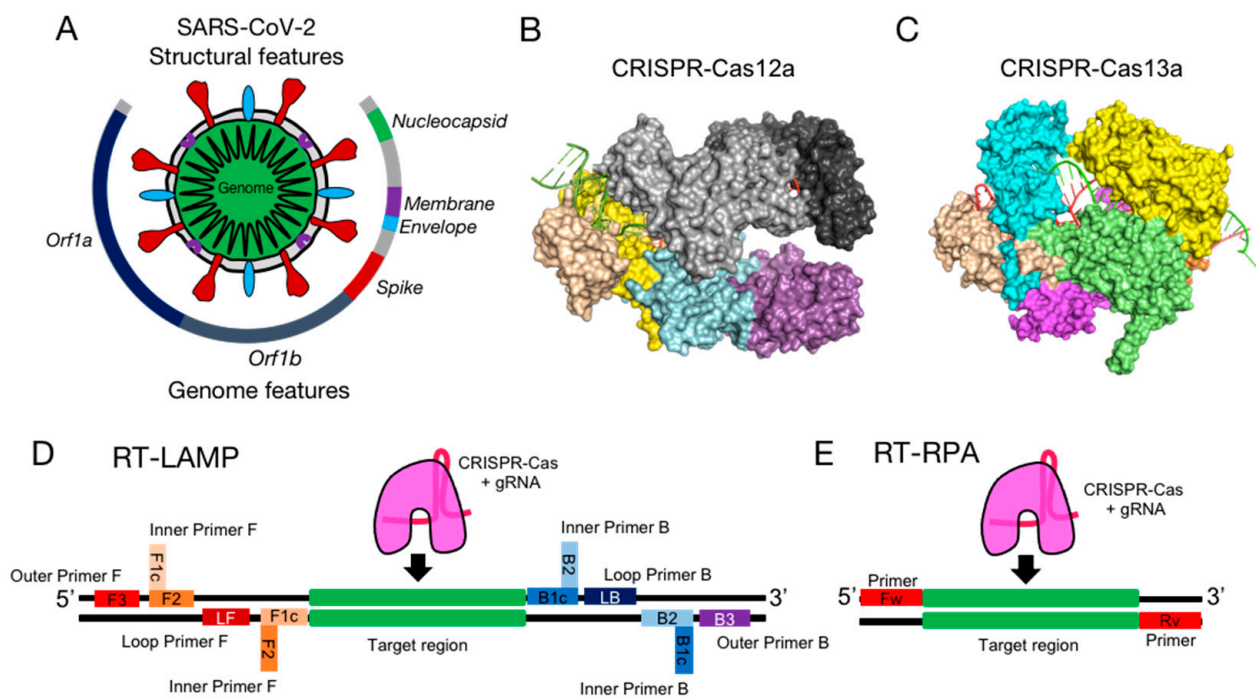 A
SARS-CoV-2
Structural features
Genome
Nucleocapsid
Membrane
Envelope
Spike
Orf1a
Orf1b
Genome features
B
CRISPR-Cas12a
C
CRISPR-Cas13a
D
RT-LAMP
CRISPR-Cas
+ gRNA
Inner Primer F
Inner Primer B
F1c
B2
Outer Primer F
Loop Primer B
5’
F3
F2
B1c
LB
3’
LF
F1c
B2
B3
Loop Primer F
F2
Target region
B1c
Outer Primer B
Inner Primer F
Inner Primer B
E
RT-RPA
CRISPR-Cas
+ gRNA
Primer
5’
Fw
3’
Rv
Target region
Primer